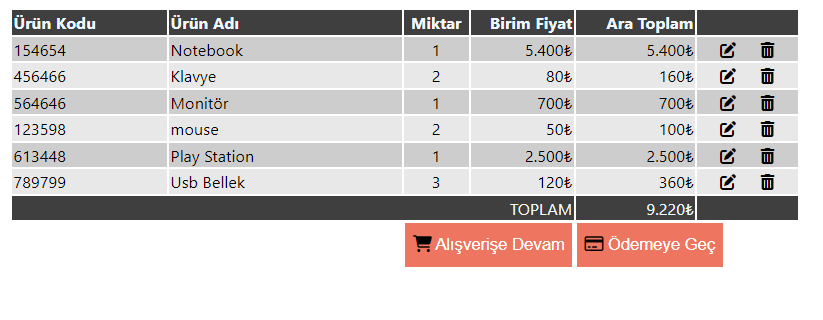 Ürün Kodu Ürün Adı Miktar Birim Fiyat Ara Toplam
154654 Notebook 1 5.400₺ 5.400₺
456466 Klavye 2 80₺ 160₺
564646 Monitör 1 700₺ 700₺
123598 mouse 2 50₺ 100₺
613448 Play Station 1 2.500₺ 2.500₺
789799 Usb Bellek 3 120₺ 360₺
TOPLAM 9.220₺
Alışverişe Devam Ödemeye Geç